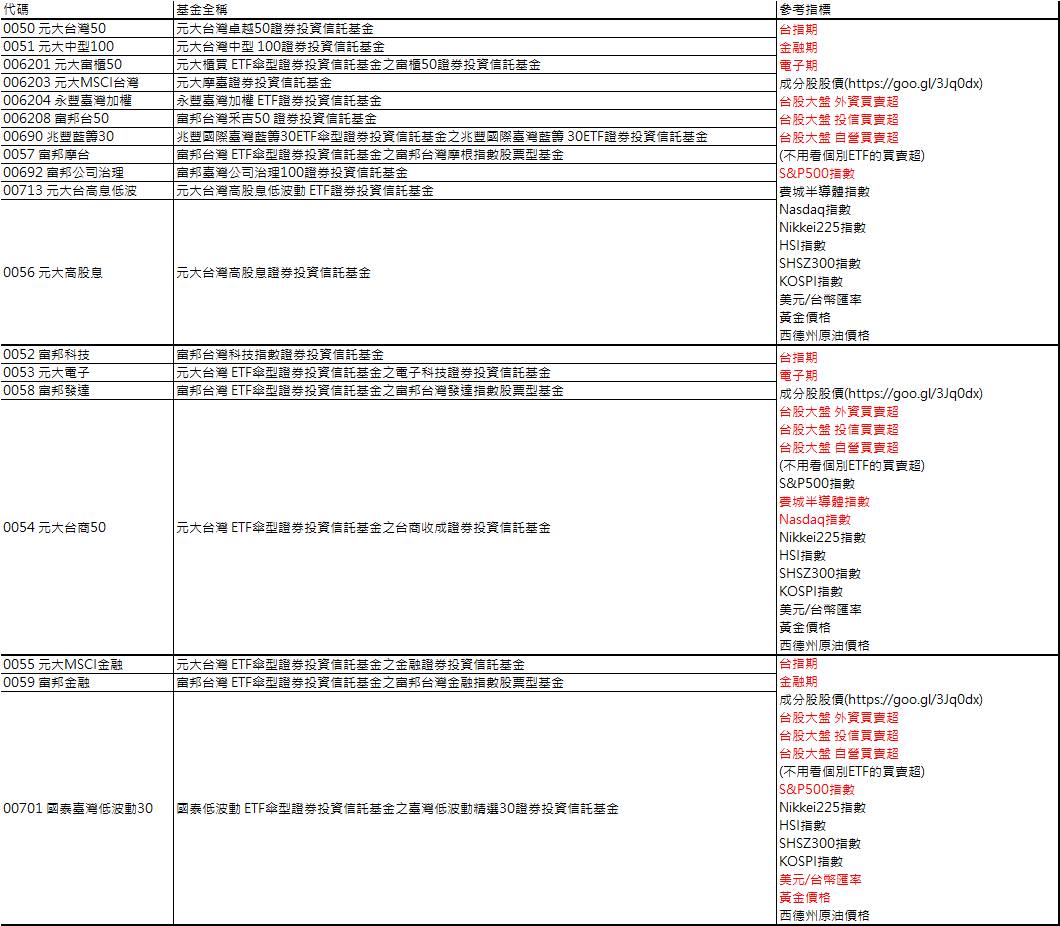 代碼 基金全稱 參考指標
0050 元大台灣50 元大台灣卓越50證券投資信託基金
0051 元大中型100 元大台灣中型 100證券投資信託基金
006201 元大富櫃50 元大櫃買 ETF傘型證券投資信託基金之富櫃50證券投資信託基金
006203 元大MSCI台灣 元大摩臺證券投資信託基金
006204 永豐臺灣加權 永豐臺灣加權 ETF證券投資信託基金
006208 富邦台50 富邦台灣釆吉50 證券投資信託基金
00690 兆豐藍籌30 兆豐國際臺灣藍籌30ETF傘型證券投資信託基金之兆豐國際臺灣藍籌 30ETF證券投資信託基金
0057 富邦摩台 富邦台灣 ETF傘型證券投資信託基金之富邦台灣摩根指數股票型基金
00692 富邦公司治理 富邦臺灣公司治理100證券投資信託基金
00713 元大台高息低波 元大台灣高股息低波動 ETF證券投資信託基金
0056 元大高股息 元大台灣高股息證券投資信託基金
台指期
金融期
電子期
成分股股價(https://goo.gl/3Jq0dx)
台股大盤 外資買賣超
台股大盤 投信買賣超
台股大盤 自營買賣超
(不用看個別ETF的買賣超)
S&P500指數
費城半導體指數
Nasdaq指數
Nikkei225指數
HSI指數
SHSZ300指數
KOSPI指數
美元/台幣匯率
黃金價格
西德州原油價格
0052 富邦科技 富邦台灣科技指數證券投資信託基金
0053 元大電子 元大台灣 ETF傘型證券投資信託基金之電子科技證券投資信託基金
0058 富邦發達 富邦台灣 ETF傘型證券投資信託基金之富邦台灣發達指數股票型基金
0054 元大台商50 元大台灣 ETF傘型證券投資信託基金之台商收成證券投資信託基金
台指期
電子期
成分股股價(https://goo.gl/3Jq0dx)
台股大盤 外資買賣超
台股大盤 投信買賣超
台股大盤 自營買賣超
(不用看個別ETF的買賣超)
S&P500指數
費城半導體指數
Nasdaq指數
Nikkei225指數
HSI指數
SHSZ300指數
KOSPI指數
美元/台幣匯率
黃金價格
西德州原油價格
0055 元大MSCI金融 元大台灣 ETF傘型證券投資信託基金之金融證券投資信託基金
0059 富邦金融 富邦台灣 ETF傘型證券投資信託基金之富邦台灣金融指數股票型基金
00701 國泰臺灣低波動30 國泰低波動 ETF傘型證券投資信託基金之臺灣低波動精選30證券投資信託基金
台指期
金融期
成分股股價(https://goo.gl/3Jq0dx)
台股大盤 外資買賣超
台股大盤 投信買賣超
台股大盤 自營買賣超
(不用看個別ETF的買賣超)
S&P500指數
Nikkei225指數
HSI指數
SHSZ300指數
KOSPI指數
美元/台幣匯率
黃金價格
西德州原油價格